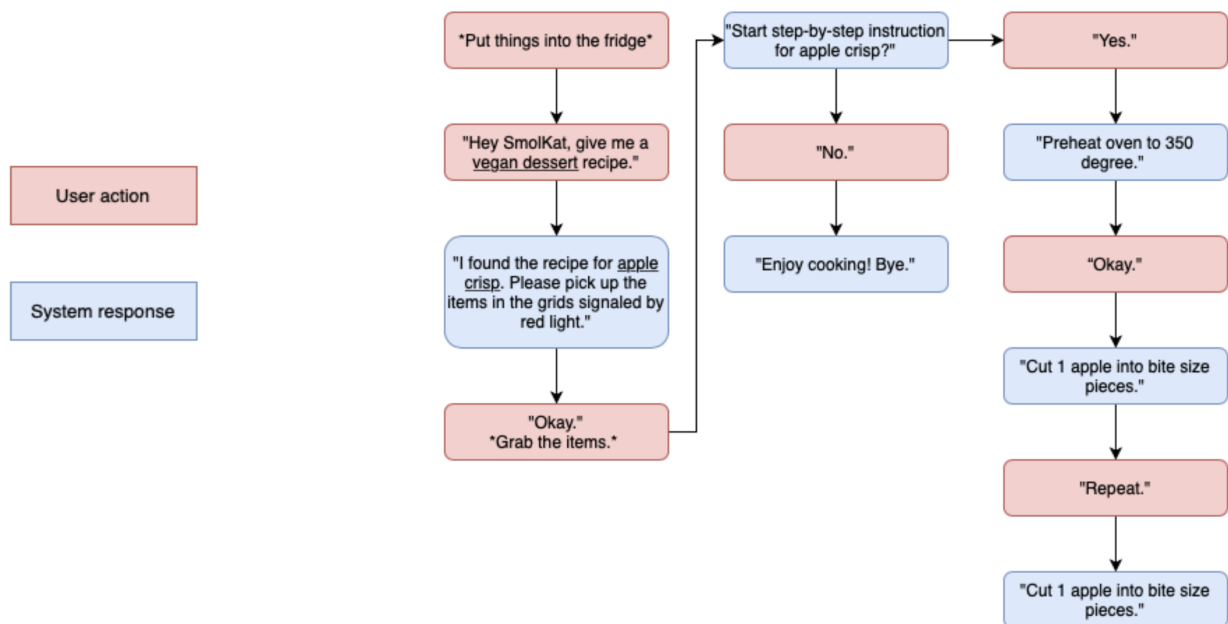 User action
System response
*Put things into the fridge*
"Hey SmolKat, give me a
vegan dessert recipe."
"I found the recipe for apple
crisp. Please pick up the
items in the grids signaled by
red light."
"Okay."
*Grab the items.*
"Start step-by-step instruction
for apple crisp?"
"No."
"Enjoy cooking! Bye."
"Yes."
"Preheat oven to 350
degree."
“Okay."
"Cut 1 apple into bite size
pieces."
"Repeat."
"Cut 1 apple into bite size
pieces."